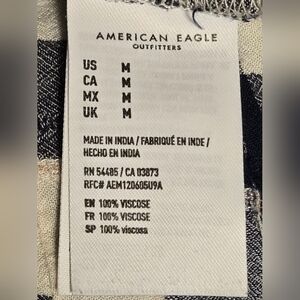 AMERICAN EAGLE
OUTFITTERS
US M
CA M
MX M
UK M
MADE IN INDIA / FABRIQUÉ EN INDE /
HECHO EN INDIA
RN 54485 / CA 03873
RFC# AEM120605U9A
EN 100% VISCOSE
FR 100% VISCOSE
SP 100% viscosa